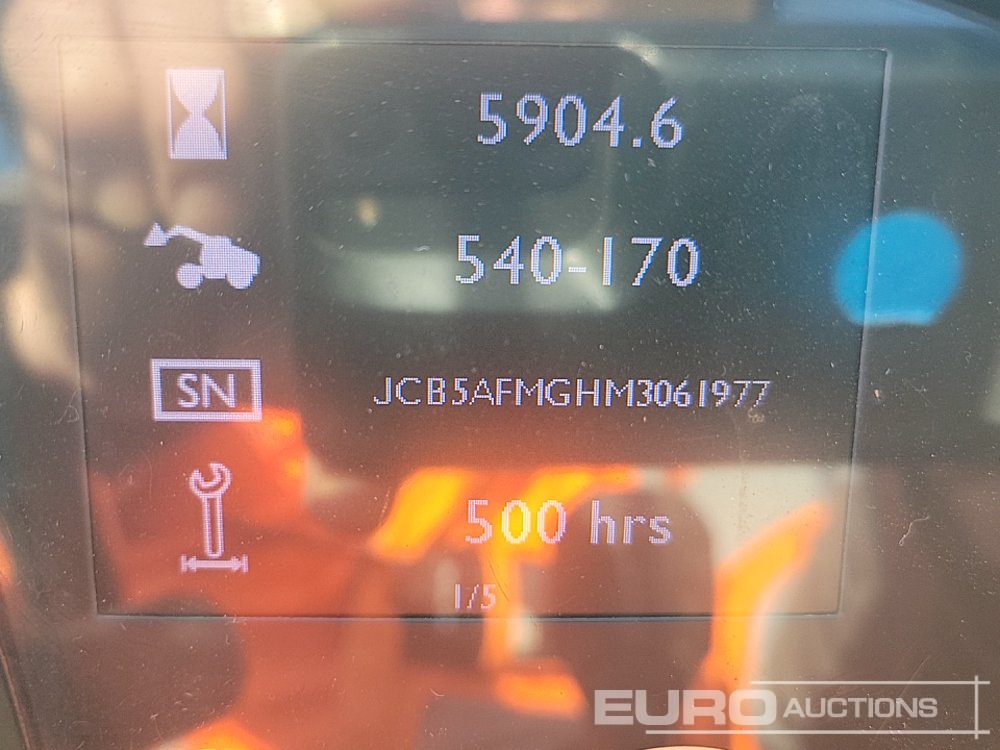 5904.6
540-170
SN JCB5AFMGHM3061977
500 hrs
1/5
EURO AUCTIONS